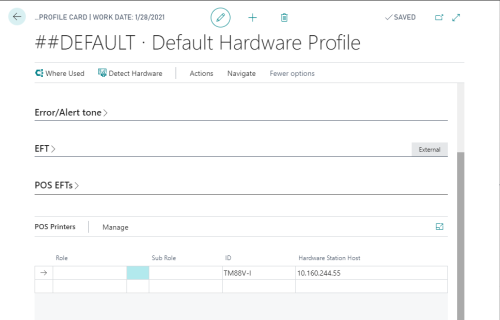 ..PROFILE CARD | WORK DATE: 1/28/2021
SAVED
##DEFAULT · Default Hardware Profile
Where Used Detect Hardware Actions Navigate Fewer options
Error/Alert tone
EFT
External
POS EFTs
POS Printers Manage
Role Sub Role ID Hardware Station Host
TM88V-I 10.160.244.55